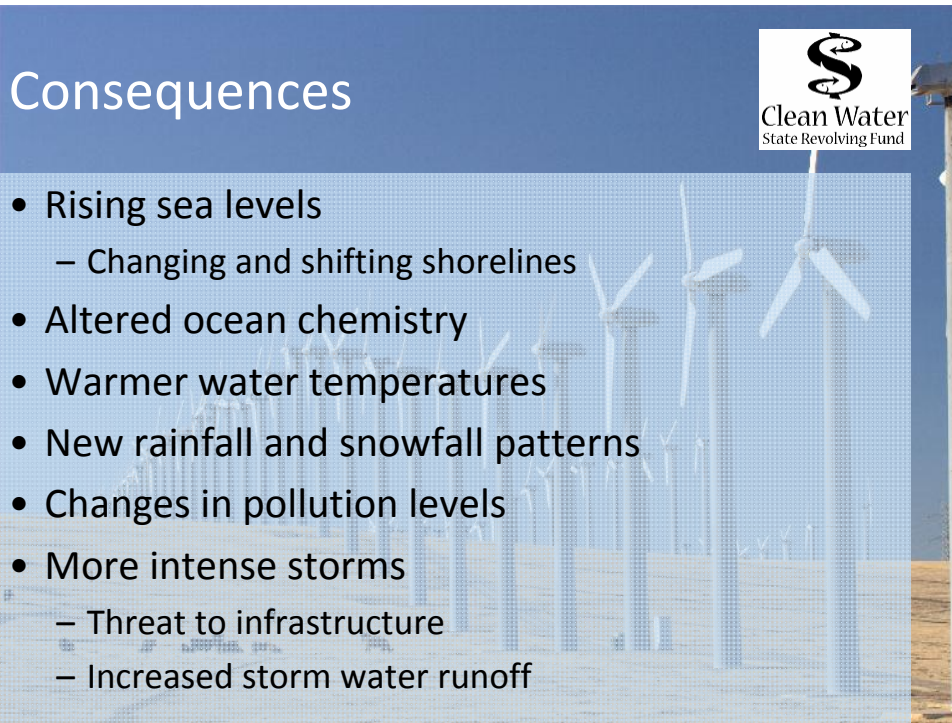 Consequences
Clean Water
State Revolving Fund
• Rising sea levels
– Changing and shifting shorelines
• Altered ocean chemistry
• Warmer water temperatures
• New rainfall and snowfall patterns
• Changes in pollution levels
• More intense storms
– Threat to infrastructure
– Increased storm water runoff